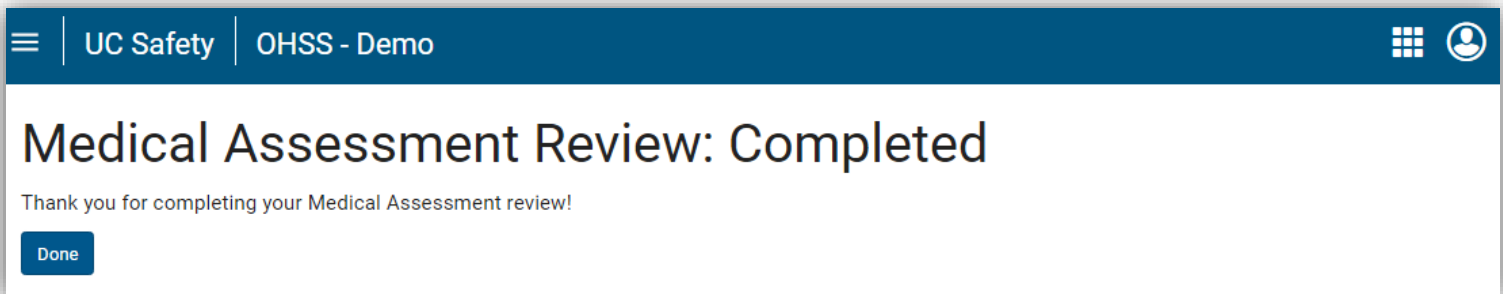 UC Safety OHSS - Demo
Medical Assessment Review: Completed
Thank you for completing your Medical Assessment review!
Done